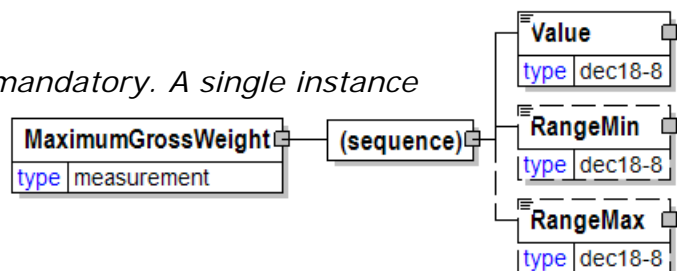 Value
type dec18-8
mandatory. A single instance
RangeMin
MaximumGrossWeight
(sequence)
type dec18-8
type measurement
RangeMax
type dec18-8